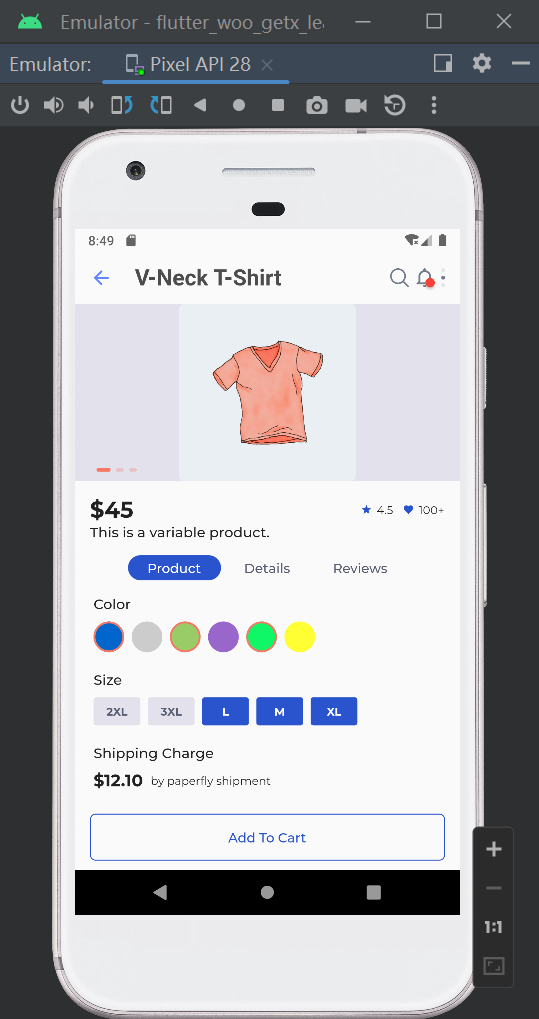 Emulator - flutter_woo_getx_le
Emulator: Pixel API 28
8:49
V-Neck T-Shirt
$45 4.5 100+
This is a variable product.
Product Details Reviews
Color
Size
2XL 3XL L M XL
Shipping Charge
$12.10 by paperfly shipment
Add To Cart
1:1